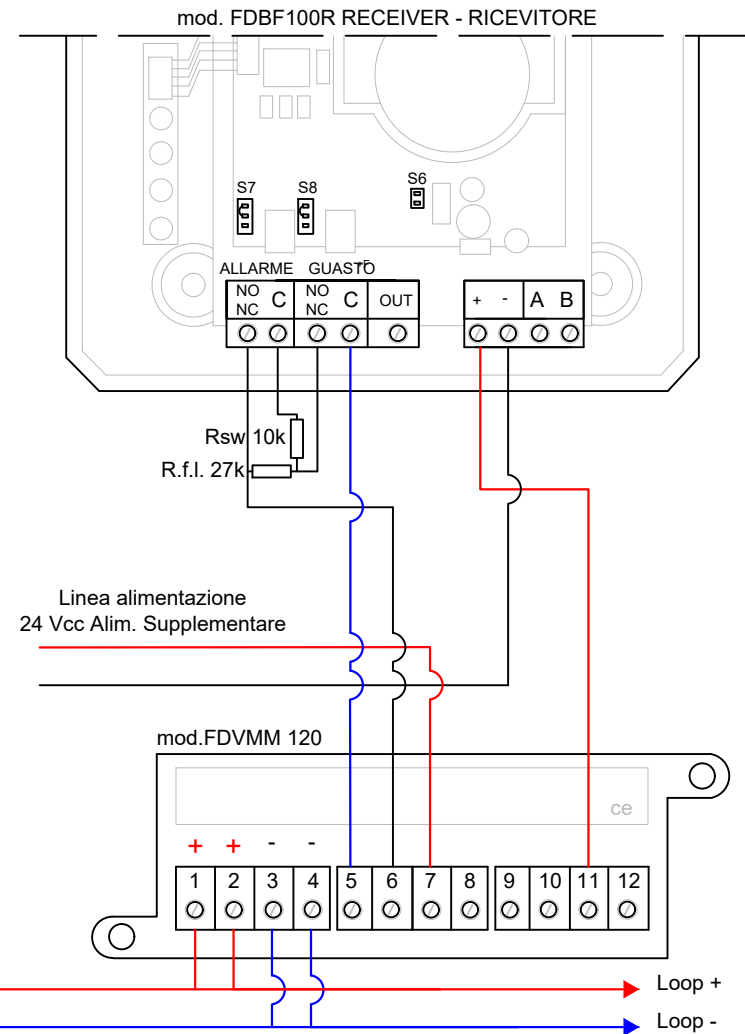 mod. FDBF100R RECEIVER - RICEVITORE
S7 S8 S6
ALLARME GUASTO
NO NC C NO NC C OUT + - A B
Rsw 10k
R.f.l. 27k
Linea alimentazione
24 Vcc Alim. Supplementare
mod.FDVMM 120
ce
+ + - -
1 2 3 4 5 6 7 8 9 10 11 12
Loop +
Loop -